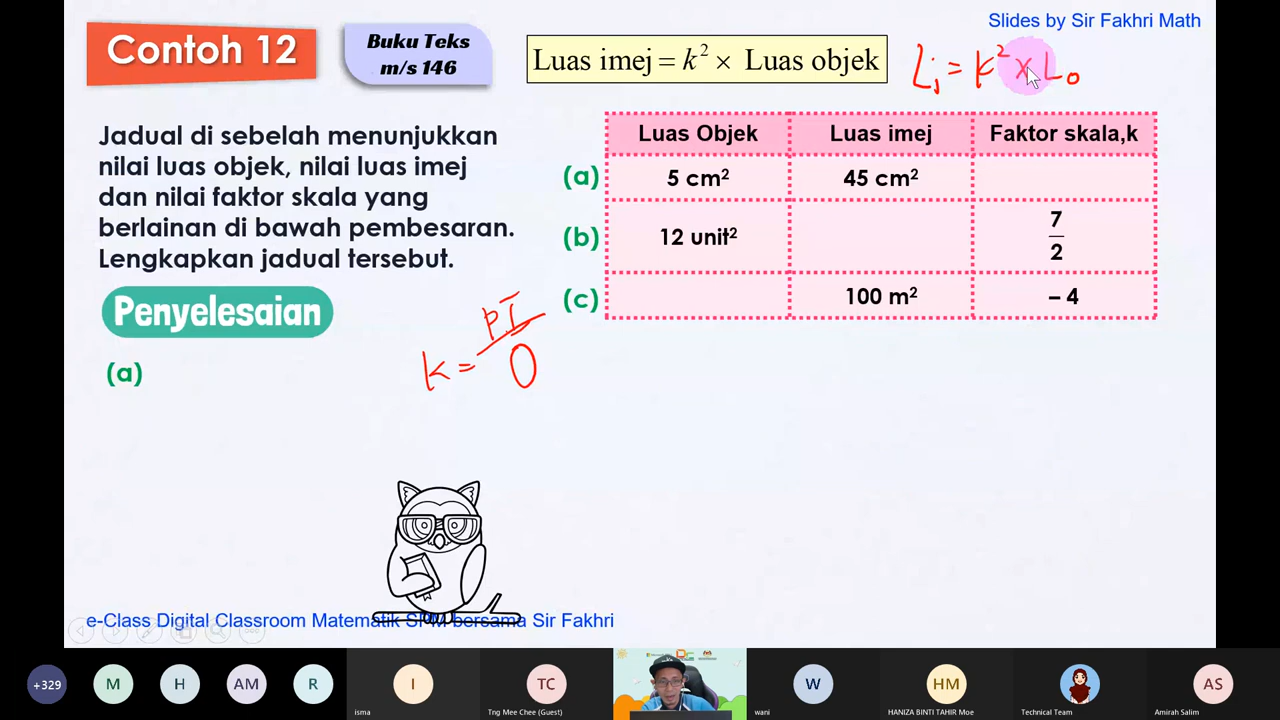 Slides by Sir Fakhri Math
Contoh 12
Buku Teks
m/s 146
Luas imej = k² × Luas objek
Lj = k² × Lo
Jadual di sebelah menunjukkan
nilai luas objek, nilai luas imej
dan nilai faktor skala yang
berlainan di bawah pembesaran.
Lengkapkan jadual tersebut.
Luas Objek Luas imej Faktor skala,k
(a) 5 cm² 45 cm²
(b) 12 unit² 7/2
(c) 100 m² – 4
Penyelesaian
k = PI/O
(a)
e-Class Digital Classroom Matematik SPM bersama Sir Fakhri
+329 M H AM R I TC W HM AS
isma Tng Mee Chee (Guest) wani HANIZA BINTI TAHIR Moe Technical Team Amirah Salim